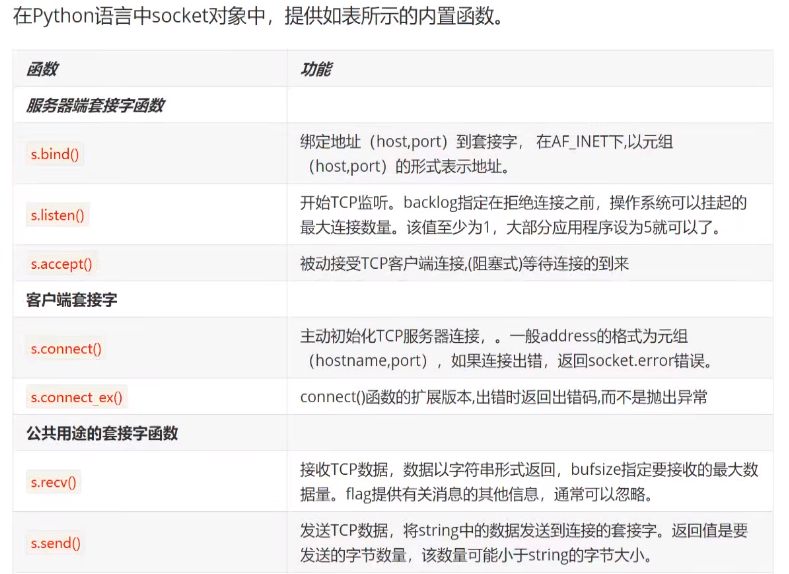 在Python语言中socket对象中，提供如表所示的内置函数。
函数 功能
服务器端套接字函数
s.bind() 绑定地址（host,port）到套接字， 在AF_INET下,以元组
（host,port）的形式表示地址。
s.listen() 开始TCP监听。backlog指定在拒绝连接之前，操作系统可以挂起的
最大连接数量。该值至少为1，大部分应用程序设为5就可以了。
s.accept() 被动接受TCP客户端连接,(阻塞式)等待连接的到来
客户端套接字
s.connect() 主动初始化TCP服务器连接，。一般address的格式为元组
（hostname,port），如果连接出错，返回socket.error错误。
s.connect_ex() connect()函数的扩展版本,出错时返回出错码,而不是抛出异常
公共用途的套接字函数
s.recv() 接收TCP数据，数据以字符串形式返回，bufsize指定要接收的最大数
据量。flag提供有关消息的其他信息，通常可以忽略。
s.send() 发送TCP数据，将string中的数据发送到连接的套接字。返回值是要
发送的字节数量，该数量可能小于string的字节大小。